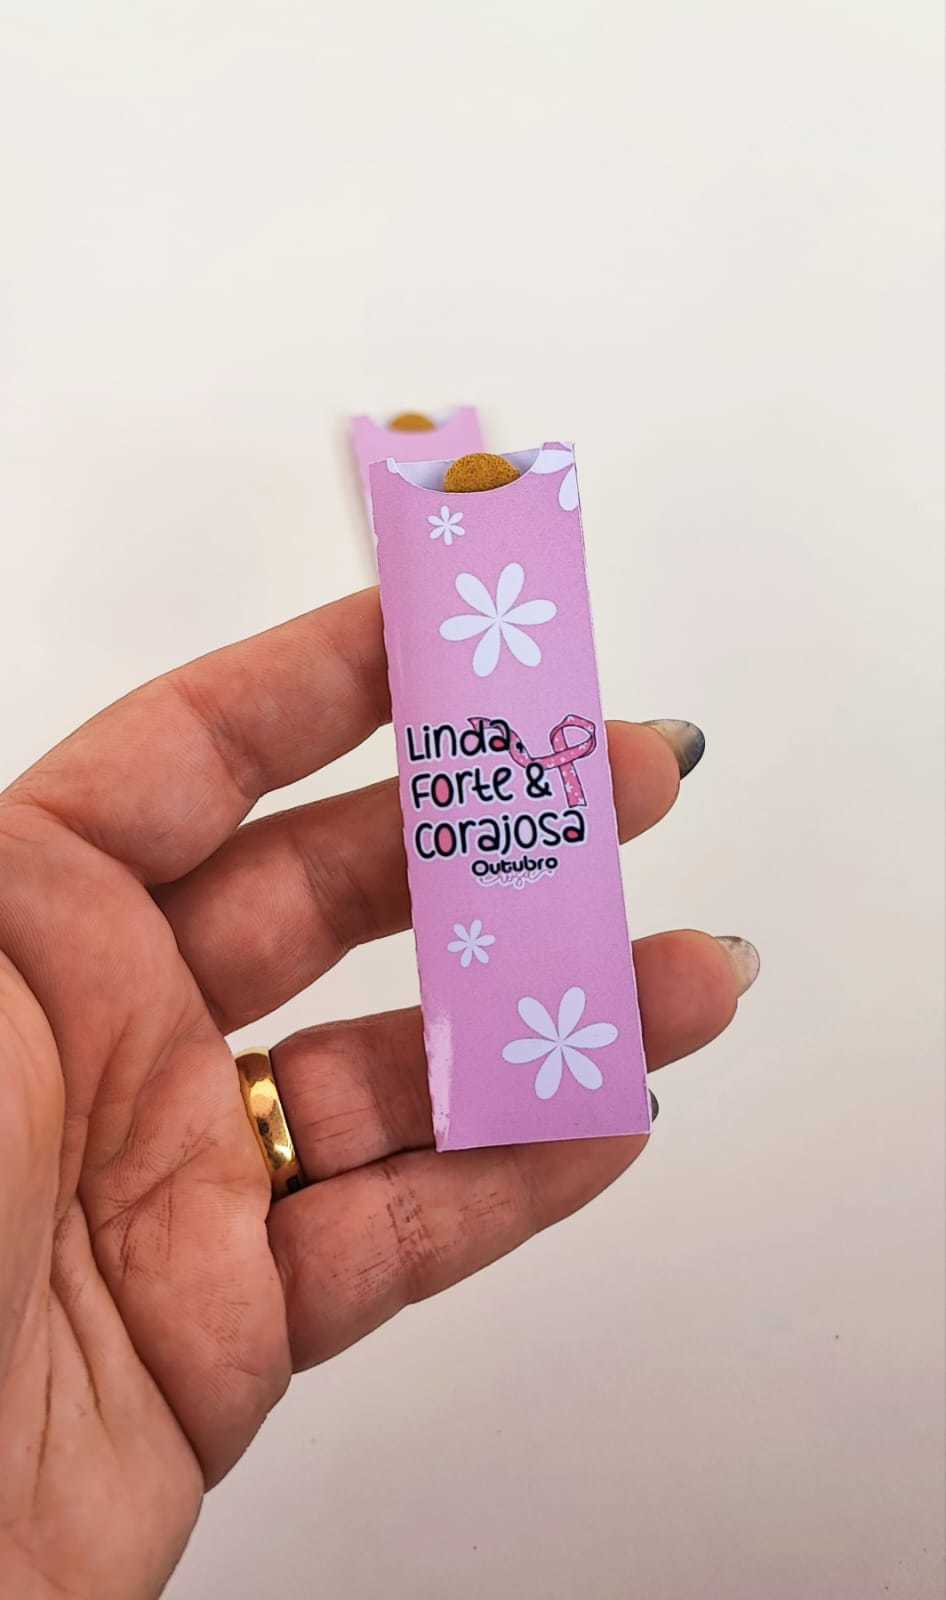 Linda,
Forte &
corajosa
Outubro